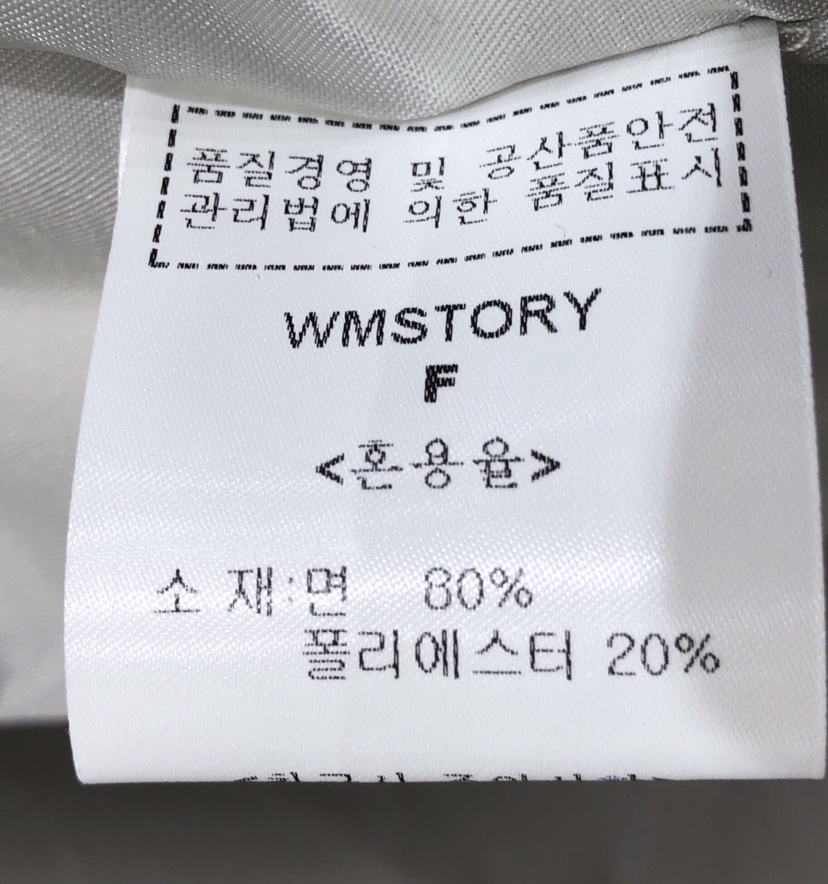 품질경영 및 공산품안전
관리법에 의한 품질표시
WMSTORY
F
<혼용율>
소 재:면 80%
폴리에스터 20%